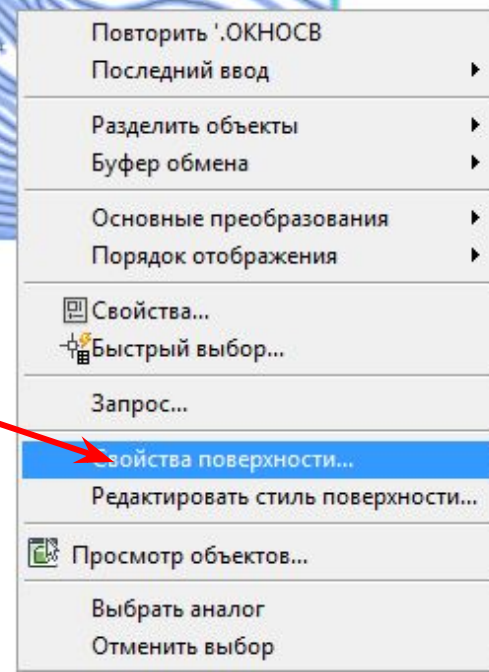 Повторить '.ОКНОСВ
Последний ввод
Разделить объекты
Буфер обмена
Основные преобразования
Порядок отображения
Свойства...
Быстрый выбор...
Запрос...
Свойства поверхности...
Редактировать стиль поверхности...
Просмотр объектов...
Выбрать аналог
Отменить выбор